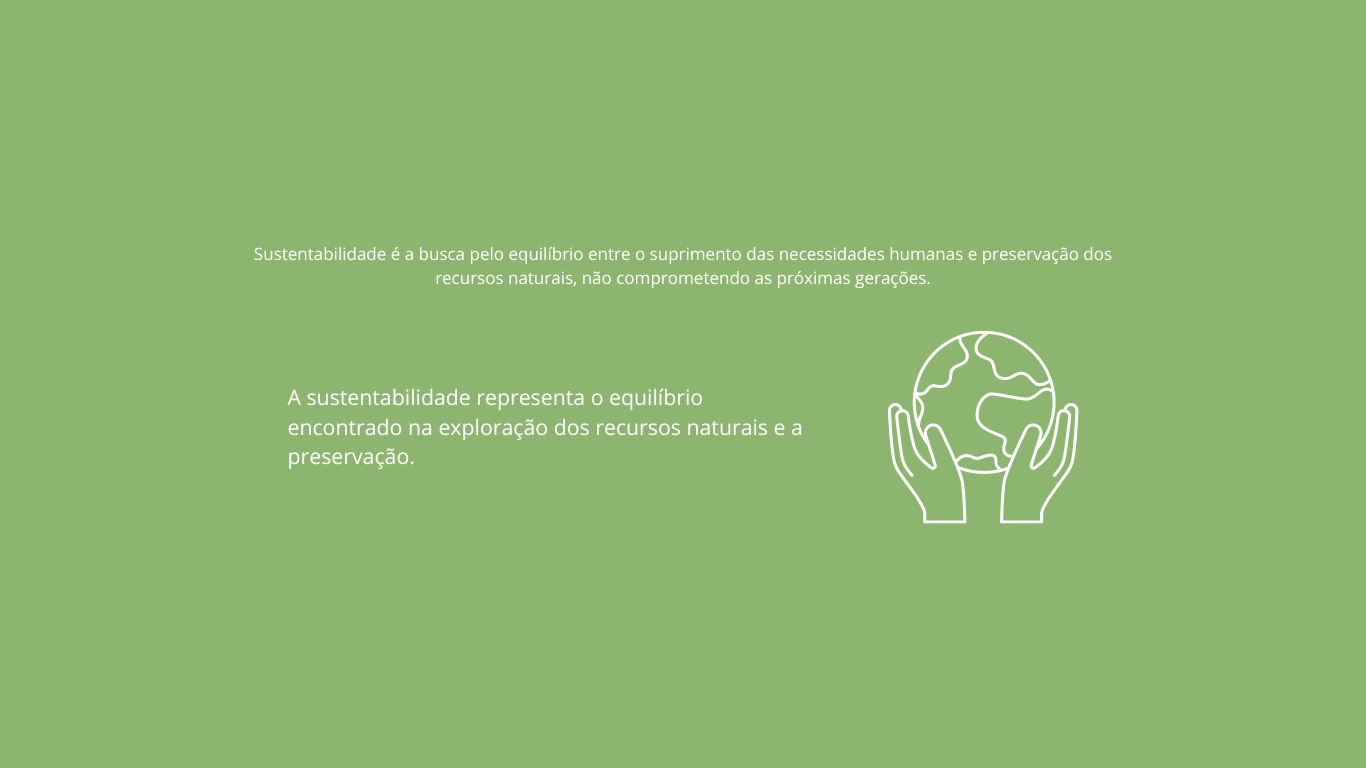 Sustentabilidade é a busca pelo equilíbrio entre o suprimento das necessidades humanas e preservação dos
recursos naturais, não comprometendo as próximas gerações.
A sustentabilidade representa o equilíbrio
encontrado na exploração dos recursos naturais e a
preservação.